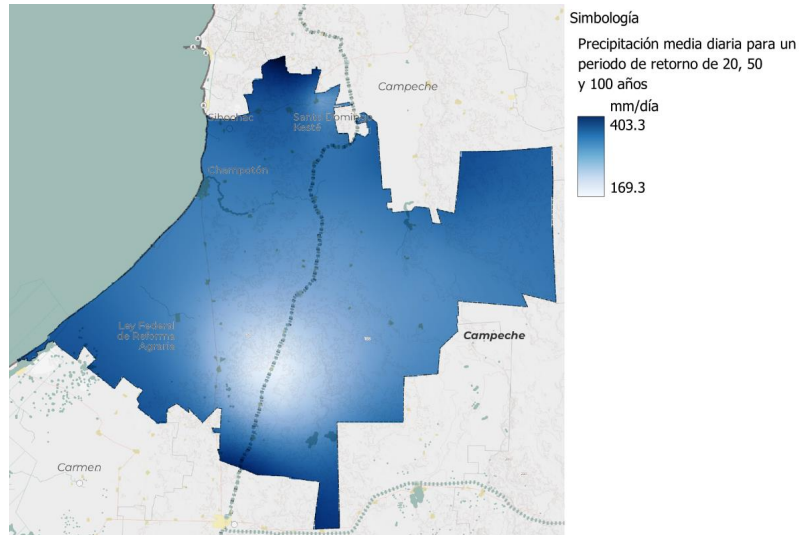 Simbología
Precipitación media diaria para un
periodo de retorno de 20, 50
y 100 años
mm/día
403.3
169.3
Campeche
Sihochac
Santo Domingo
Kesté
Champotón
Ley Federal
de Reforma
Agraria
Campeche
Carmen